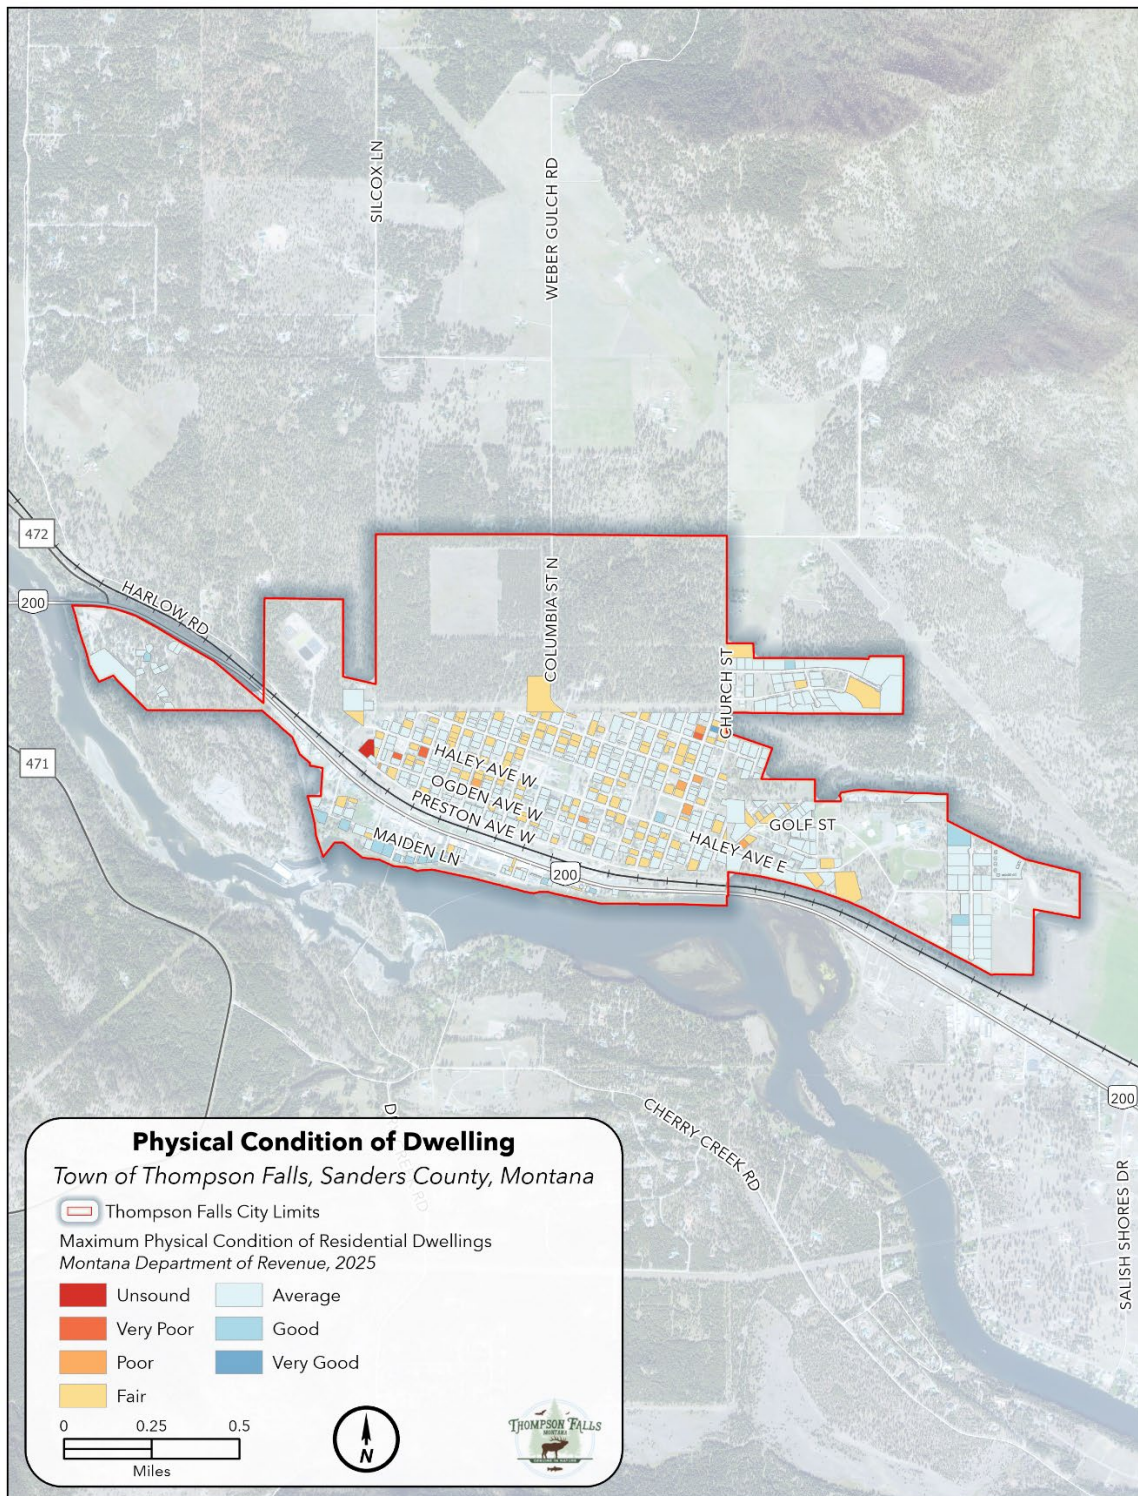 SILCOX LN
WEBER GULCH RD
472
200
HARLOW RD
COLUMBIA ST N
CHURCH ST
471
HALEY AVE W
OGDEN AVE W
PRESTON AVE W
MAIDEN LN
GOLF ST
HALEY AVE E
200
CHERRY CREEK RD
200
SALISH SHORES DR
Physical Condition of Dwelling
Town of Thompson Falls, Sanders County, Montana
Thompson Falls City Limits
Maximum Physical Condition of Residential Dwellings
Montana Department of Revenue, 2025
Unsound
Average
Very Poor
Good
Poor
Very Good
Fair
0 0.25 0.5
Miles
N
THOMPSON FALLS
MONTANA